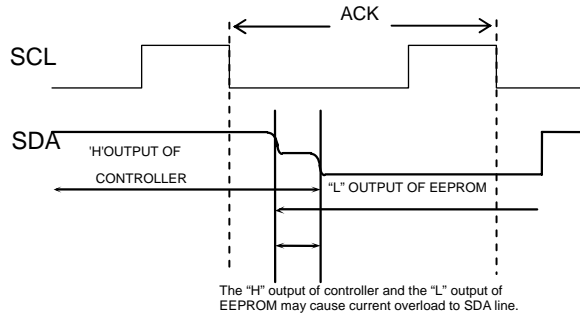 ACK
SCL
SDA
'H'OUTPUT OF
CONTROLLER
“L” OUTPUT OF EEPROM
The “H” output of controller and the “L” output of
EEPROM may cause current overload to SDA line.